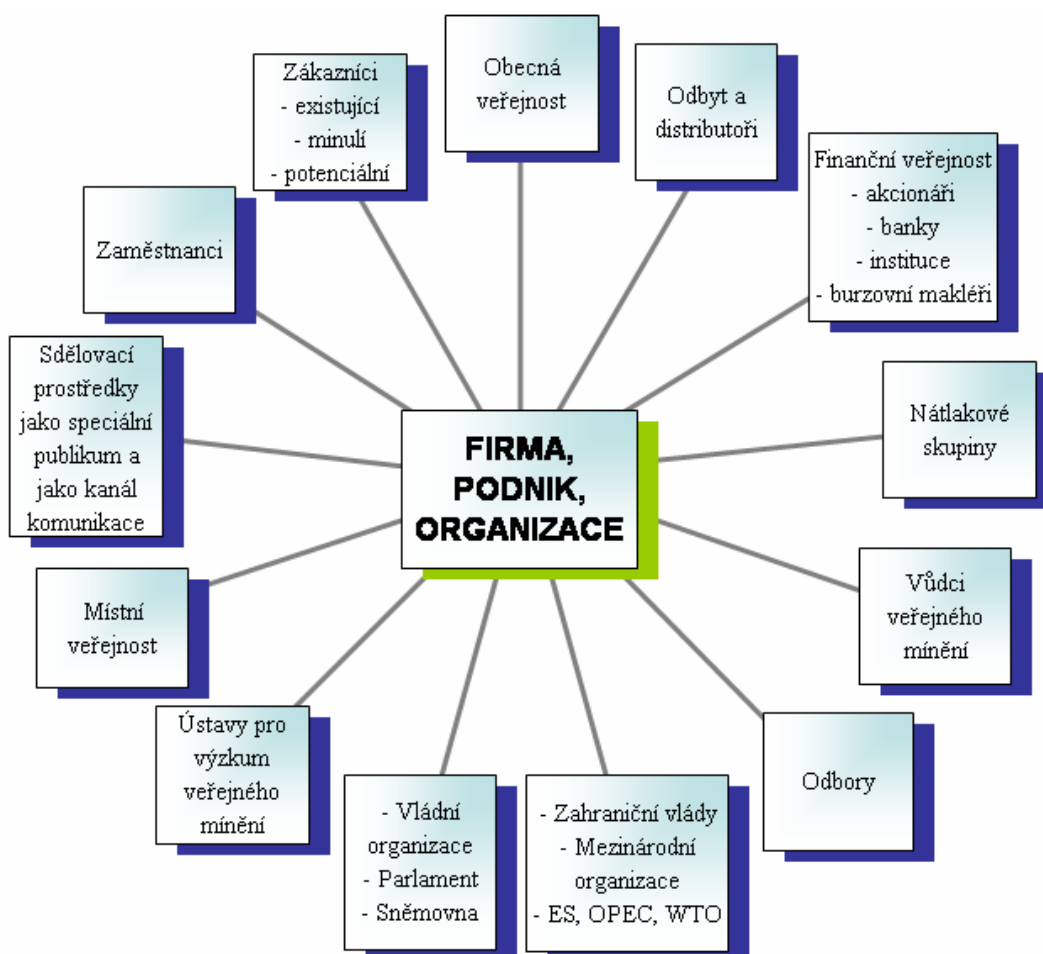 Obecná
veřejnost
Zákazníci
- existující
- minulí
- potenciální
Odbyt a
distributoři
Finanční veřejnost
- akcionáři
- banky
- instituce
- burzovní makléři
Zaměstnanci
Sdělovací
prostředky
jako speciální
publikum a
jako kanál
komunikace
FIRMA,
PODNIK,
ORGANIZACE
Nátlakové
skupiny
Místní
veřejnost
Vůdci
veřejného
mínění
Ústavy pro
výzkum
veřejného
mínění
- Vládní
organizace
- Parlament
- Sněmovna
- Zahraniční vlády
- Mezinárodní
organizace
- ES, OPEC, WTO
Odbory